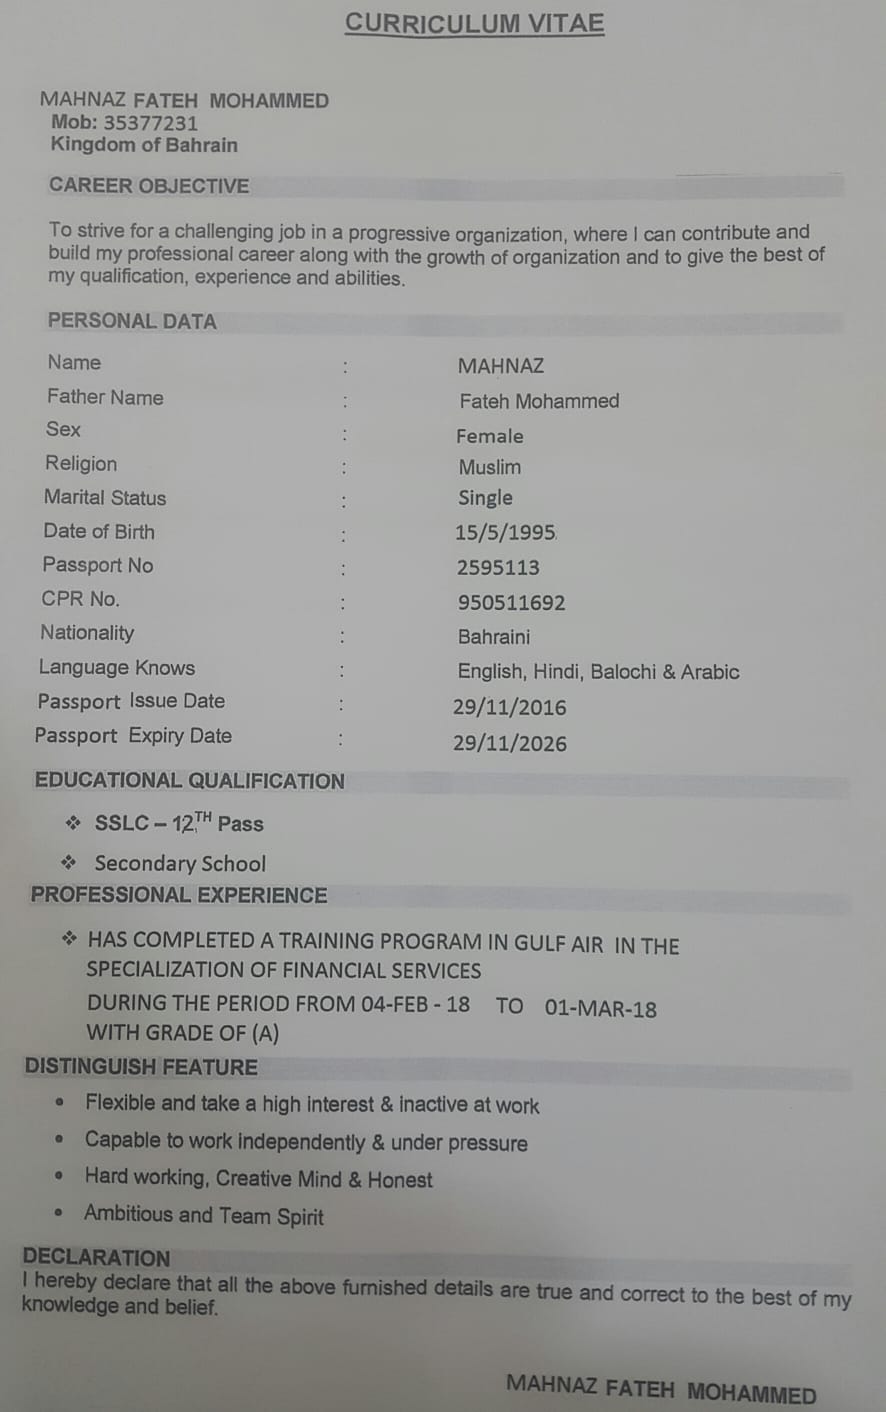 CURRICULUM VITAE
MAHNAZ FATEH MOHAMMED
Mob: 35377231
Kingdom of Bahrain
CAREER OBJECTIVE
To strive for a challenging job in a progressive organization, where I can contribute and
build my professional career along with the growth of organization and to give the best of
my qualification, experience and abilities.
PERSONAL DATA
Name : MAHNAZ
Father Name : Fateh Mohammed
Sex : Female
Religion : Muslim
Marital Status : Single
Date of Birth : 15/5/1995
Passport No : 2595113
CPR No. : 950511692
Nationality : Bahraini
Language Knows : English, Hindi, Balochi & Arabic
Passport Issue Date : 29/11/2016
Passport Expiry Date : 29/11/2026
EDUCATIONAL QUALIFICATION
❖ SSLC – 12TH Pass
❖ Secondary School
PROFESSIONAL EXPERIENCE
❖ HAS COMPLETED A TRAINING PROGRAM IN GULF AIR IN THE
SPECIALIZATION OF FINANCIAL SERVICES
DURING THE PERIOD FROM 04-FEB - 18 TO 01-MAR-18
WITH GRADE OF (A)
DISTINGUISH FEATURE
• Flexible and take a high interest & inactive at work
• Capable to work independently & under pressure
• Hard working, Creative Mind & Honest
• Ambitious and Team Spirit
DECLARATION
I hereby declare that all the above furnished details are true and correct to the best of my
knowledge and belief.
MAHNAZ FATEH MOHAMMED